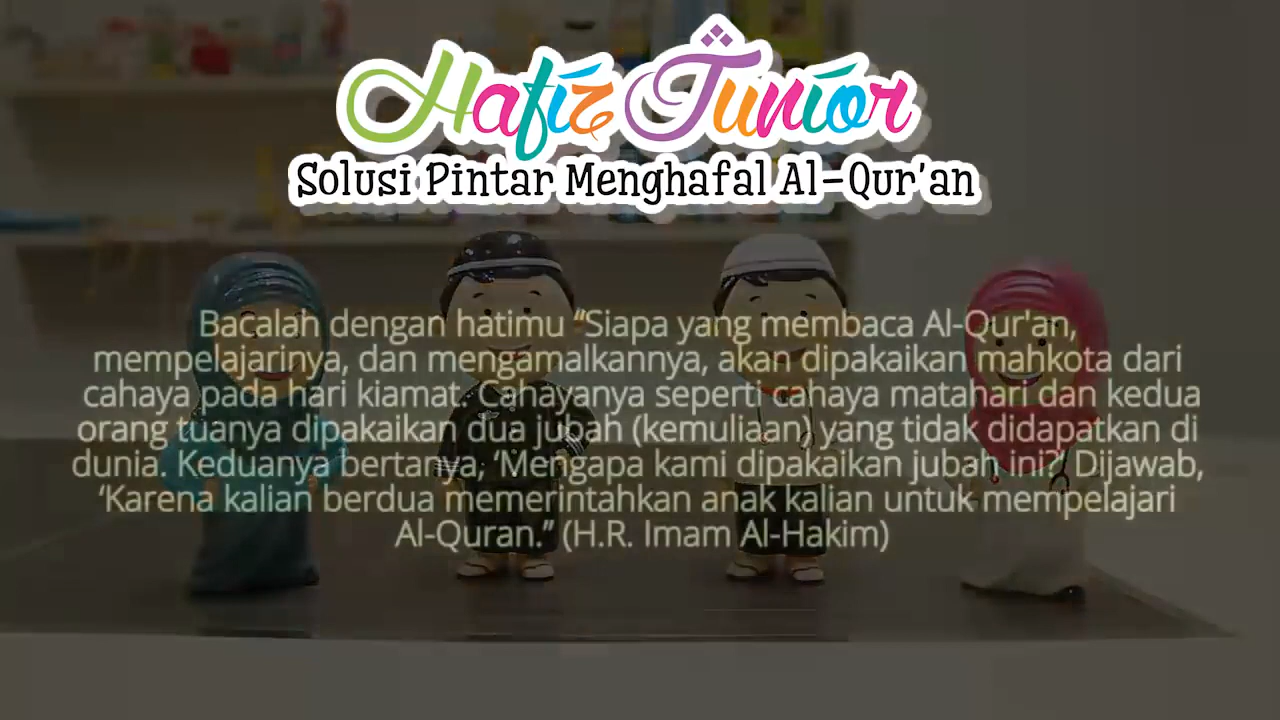 Hafiz Junior
Solusi Pintar Menghafal Al-Qur'an
Bacalah dengan hatimu “Siapa yang membaca Al-Qur'an,
mempelajarinya, dan mengamalkannya, akan dipakaikan mahkota dari
cahaya pada hari kiamat. Cahayanya seperti cahaya matahari dan kedua
orang tuanya dipakaikan dua jubah (kemuliaan) yang tidak didapatkan di
dunia. Keduanya bertanya, ‘Mengapa kami dipakaikan jubah ini?’ Dijawab,
‘Karena kalian berdua memerintahkan anak kalian untuk mempelajari
Al-Quran.” (H.R. Imam Al-Hakim)